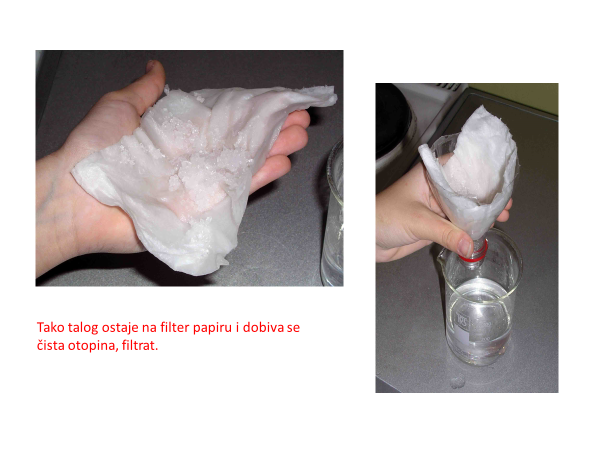 Tako talog ostaje na filter papiru i dobiva se
čista otopina, filtrat.